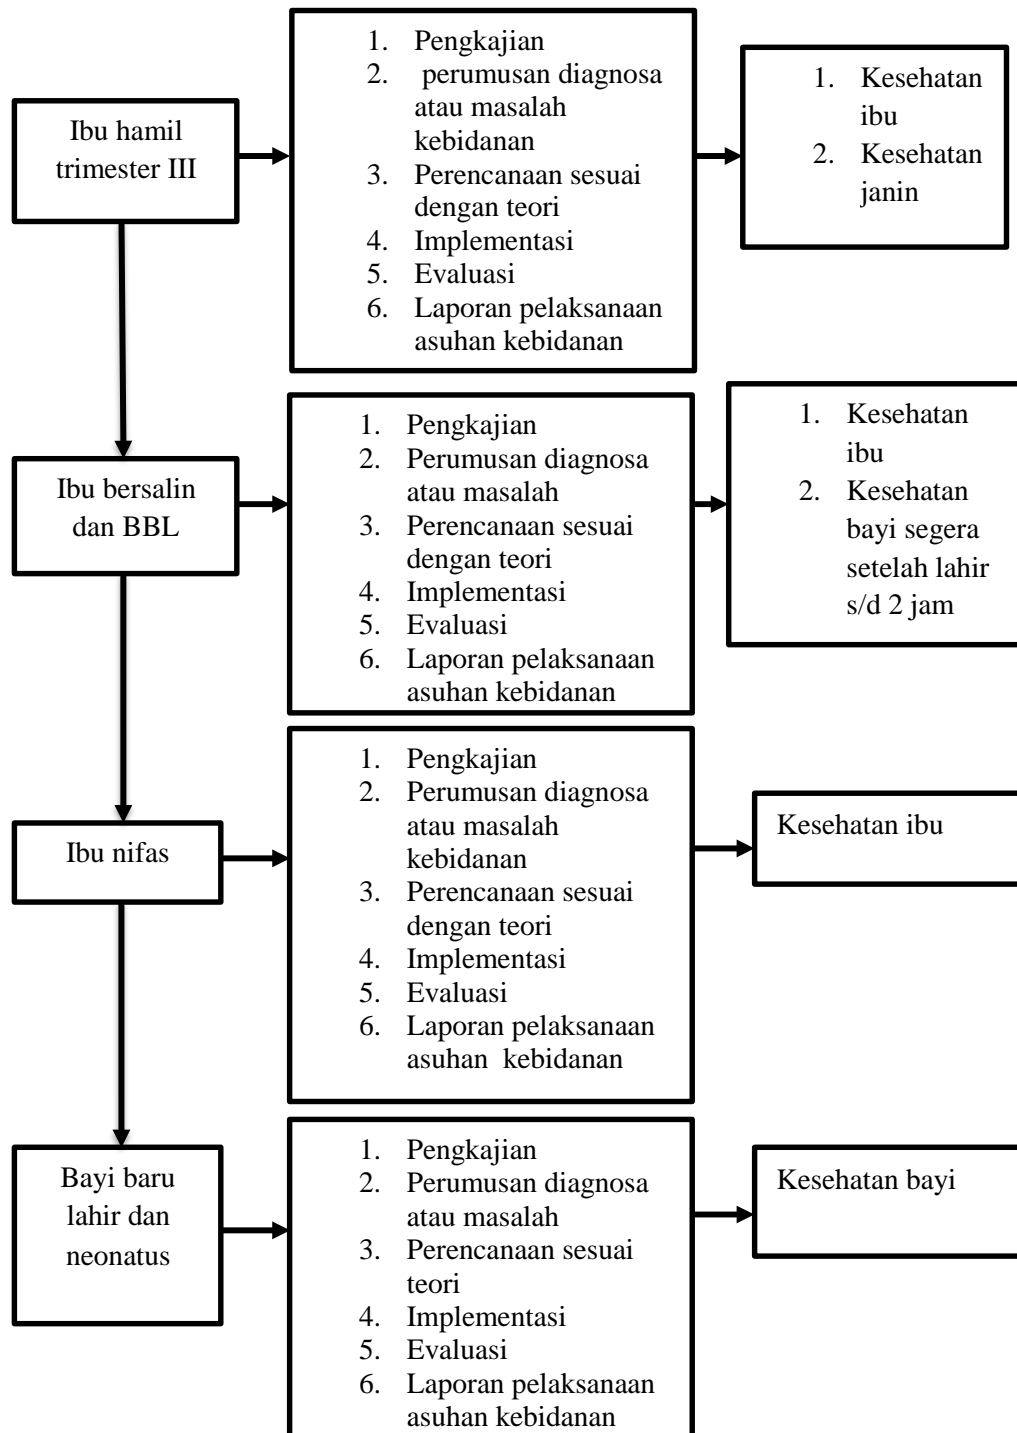 Ibu hamil
trimester III
1. Pengkajian
2. perumusan diagnosa
atau masalah
kebidanan
3. Perencanaan sesuai
dengan teori
4. Implementasi
5. Evaluasi
6. Laporan pelaksanaan
asuhan kebidanan
1. Kesehatan
ibu
2. Kesehatan
janin
Ibu bersalin
dan BBL
1. Pengkajian
2. Perumusan diagnosa
atau masalah
3. Perencanaan sesuai
dengan teori
4. Implementasi
5. Evaluasi
6. Laporan pelaksanaan
asuhan kebidanan
1. Kesehatan
ibu
2. Kesehatan
bayi segera
setelah lahir
s/d 2 jam
Ibu nifas
1. Pengkajian
2. Perumusan diagnosa
atau masalah
kebidanan
3. Perencanaan sesuai
dengan teori
4. Implementasi
5. Evaluasi
6. Laporan pelaksanaan
asuhan kebidanan
Kesehatan ibu
Bayi baru
lahir dan
neonatus
1. Pengkajian
2. Perumusan diagnosa
atau masalah
3. Perencanaan sesuai
teori
4. Implementasi
5. Evaluasi
6. Laporan pelaksanaan
asuhan kebidanan
Kesehatan bayi